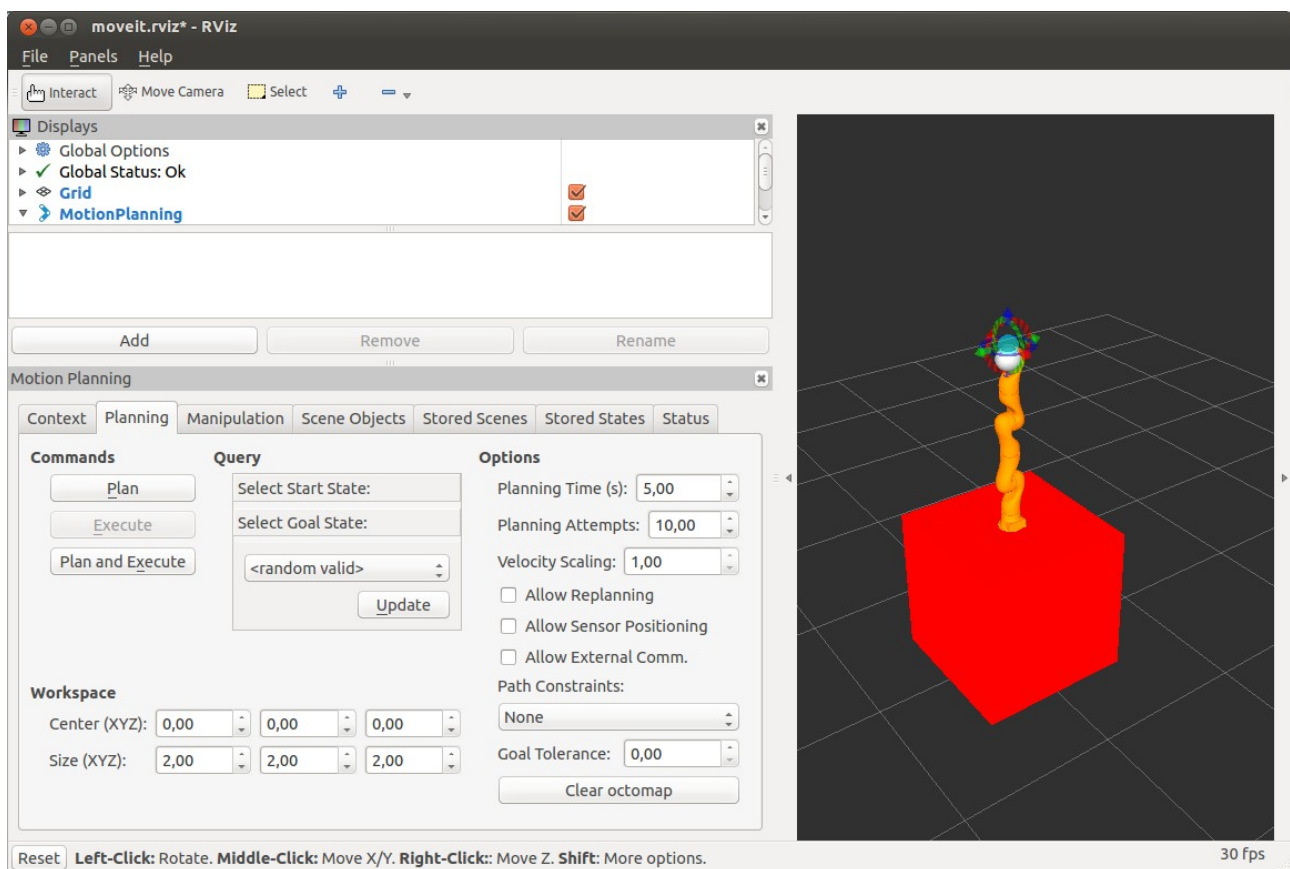 moveit.rviz* - RViz
File Panels Help
Interact Move Camera Select
Displays
Global Options
Global Status: Ok
Grid
MotionPlanning
Add Remove Rename
Motion Planning
Context Planning Manipulation Scene Objects Stored Scenes Stored States Status
Commands Query Options
Plan Select Start State: Planning Time (s): 5,00
Execute Select Goal State: Planning Attempts: 10,00
Plan and Execute <random valid> Velocity Scaling: 1,00
Update Allow Replanning
Allow Sensor Positioning
Allow External Comm.
Workspace Path Constraints:
Center (XYZ): 0,00 0,00 0,00 None
Size (XYZ): 2,00 2,00 2,00 Goal Tolerance: 0,00
Clear octomap
Reset Left-Click: Rotate. Middle-Click: Move X/Y. Right-Click:: Move Z. Shift: More options. 30 fps